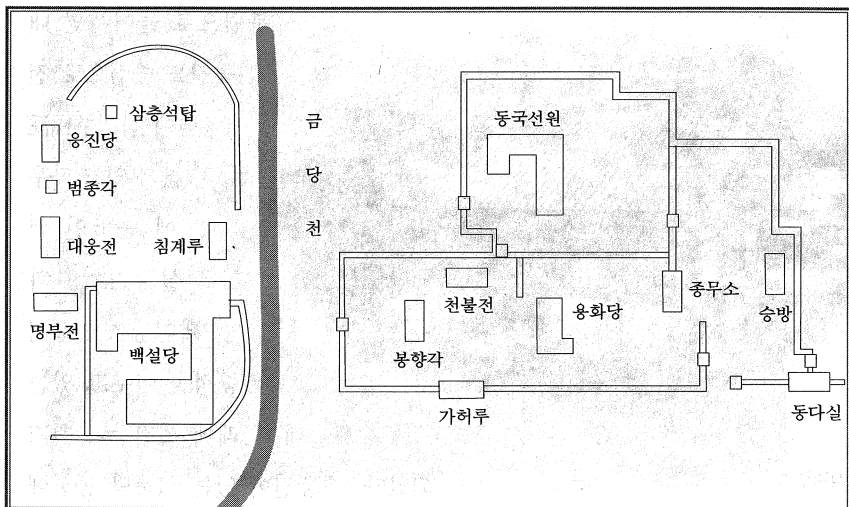 삼층석탑
응진당
범종각
대웅전
침계루
명부전
백설당
금
당
천
동국선원
천불전
용화당
종무소
승방
봉향각
가허루
동다실